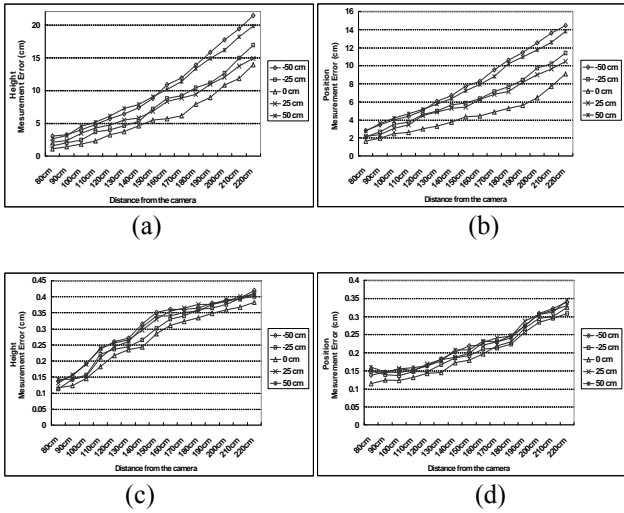 Height
Mesurement Error (cm)
20
15
10
5
0
80cm 90cm 100cm 110cm 120cm 130cm 140cm 150cm 160cm 170cm 180cm 190cm 200cm 210cm 220cm
Distance from the camera
-50 cm
-25 cm
0 cm
25 cm
50 cm
(a)
Position
Mesurement Error (cm)
16
14
12
10
8
6
4
2
0
80cm 90cm 100cm 110cm 120cm 130cm 140cm 150cm 160cm 170cm 180cm 190cm 200cm 210cm 220cm
Distance from the camera
-50 cm
-25 cm
0 cm
25 cm
50 cm
(b)
Height
Mesurement Error (cm)
0.45
0.4
0.35
0.3
0.25
0.2
0.15
0.1
0.05
0
80cm 90cm 100cm 110cm 120cm 130cm 140cm 150cm 160cm 170cm 180cm 190cm 200cm 210cm 220cm
Distance from the camera
-50 cm
-25 cm
0 cm
25 cm
50 cm
(c)
Position
Mesurement Error (cm)
0.4
0.35
0.3
0.25
0.2
0.15
0.1
0.05
0
80cm 90cm 100cm 110cm 120cm 130cm 140cm 150cm 160cm 170cm 180cm 190cm 200cm 210cm 220cm
Distance from the camera
-50 cm
-25 cm
0 cm
25 cm
50 cm
(d)